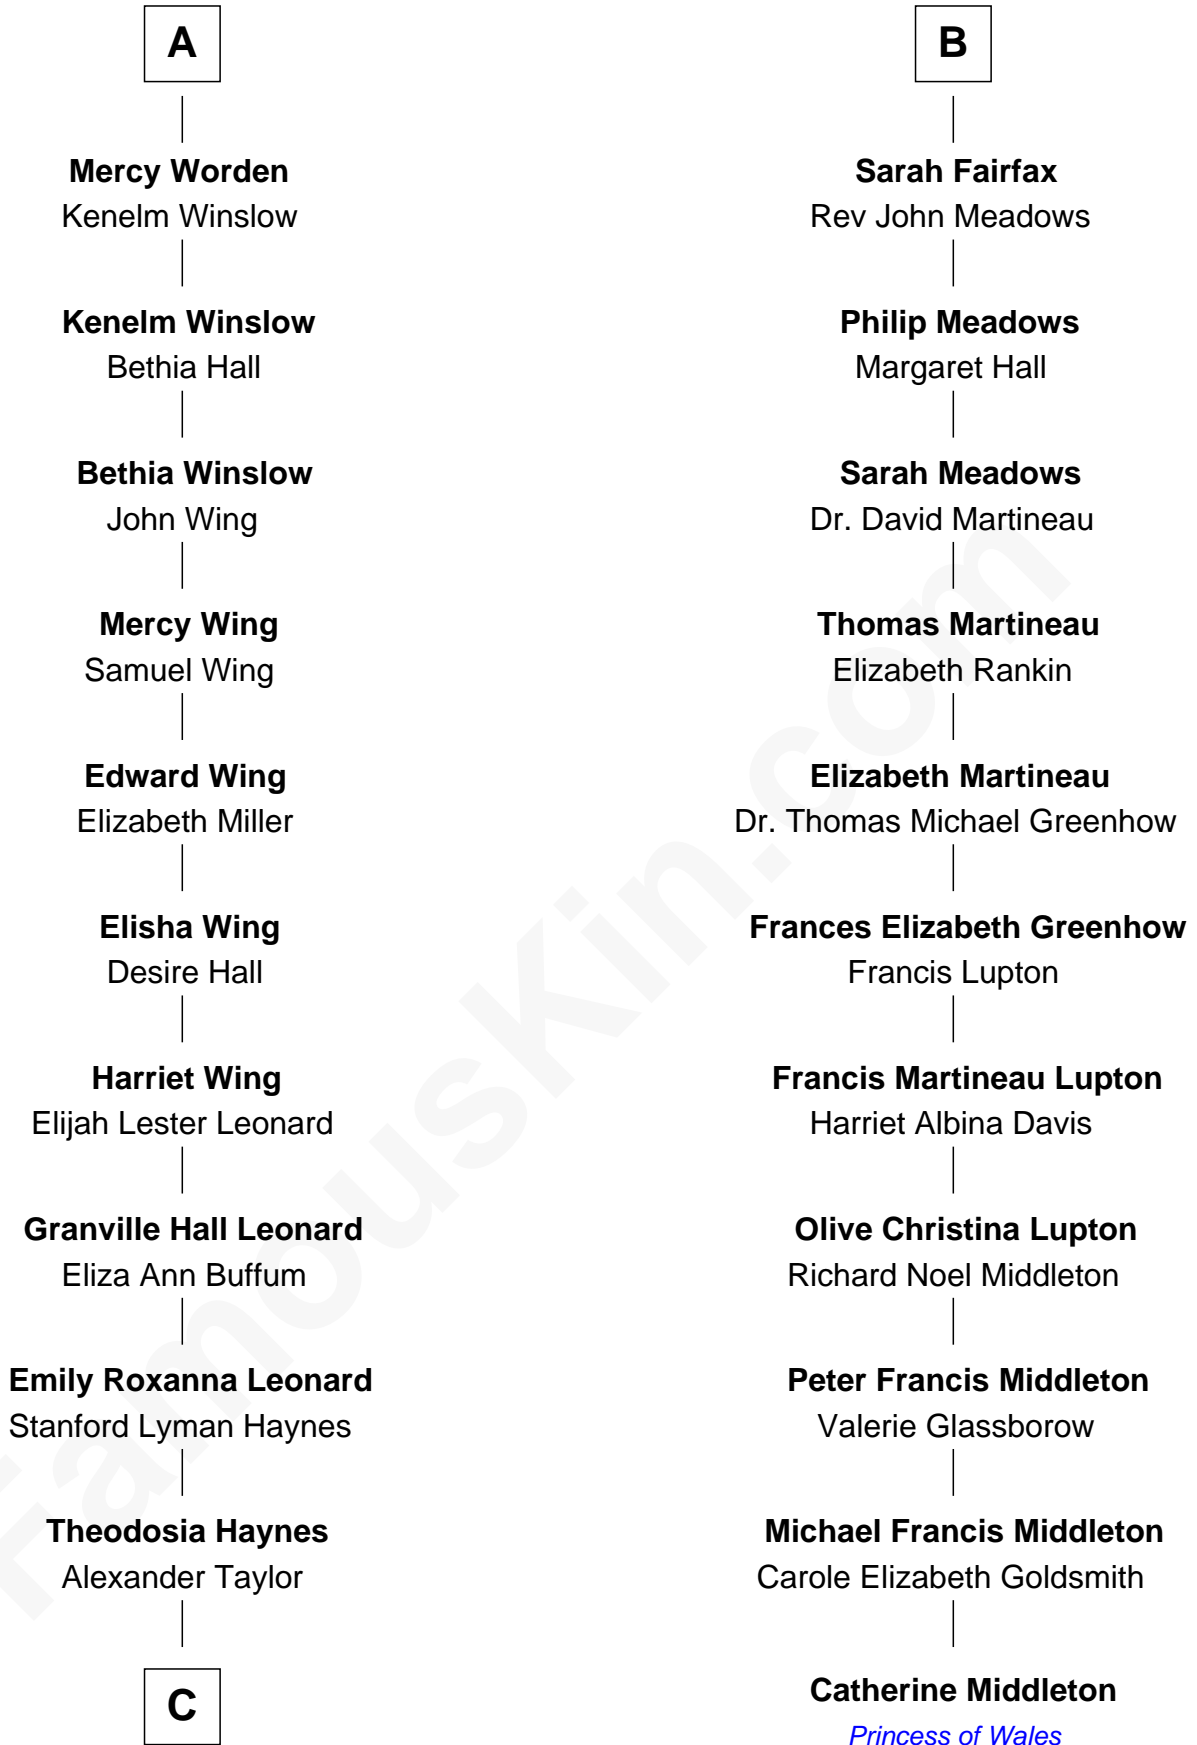 A
Mercy Worden
Kenelm Winslow
Kenelm Winslow
Bethia Hall
Bethia Winslow
John Wing
Mercy Wing
Samuel Wing
Edward Wing
Elizabeth Miller
Elisha Wing
Desire Hall
Harriet Wing
Elijah Lester Leonard
Granville Hall Leonard
Eliza Ann Buffum
Emily Roxanna Leonard
Stanford Lyman Haynes
Theodosia Haynes
Alexander Taylor
C
B
Sarah Fairfax
Rev John Meadows
Philip Meadows
Margaret Hall
Sarah Meadows
Dr. David Martineau
Thomas Martineau
Elizabeth Rankin
Elizabeth Martineau
Dr. Thomas Michael Greenhow
Frances Elizabeth Greenhow
Francis Lupton
Francis Martineau Lupton
Harriet Albina Davis
Olive Christina Lupton
Richard Noel Middleton
Peter Francis Middleton
Valerie Glassborow
Michael Francis Middleton
Carole Elizabeth Goldsmith
Catherine Middleton
Princess of Wales
FamousKin.com